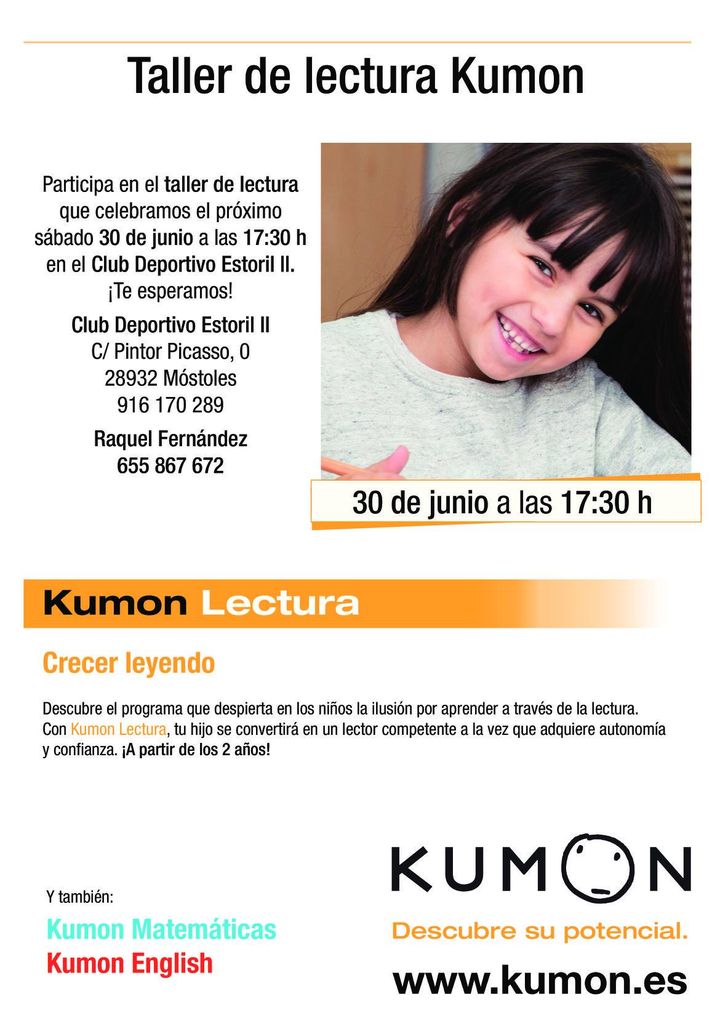 Taller de lectura Kumon
Participa en el taller de lectura
que celebramos el próximo
sábado 30 de junio a las 17:30 h
en el Club Deportivo Estoril II.
¡Te esperamos!
Club Deportivo Estoril II
C/ Pintor Picasso, 0
28932 Móstoles
916 170 289
Raquel Fernández
655 867 672
30 de junio a las 17:30 h
Kumon Lectura
Crecer leyendo
Descubre el programa que despierta en los niños la ilusión por aprender a través de la lectura.
Con Kumon Lectura, tu hijo se convertirá en un lector competente a la vez que adquiere autonomía
y confianza. ¡A partir de los 2 años!
Y también:
Kumon Matemáticas
Kumon English
KUMON
Descubre su potencial.
www.kumon.es